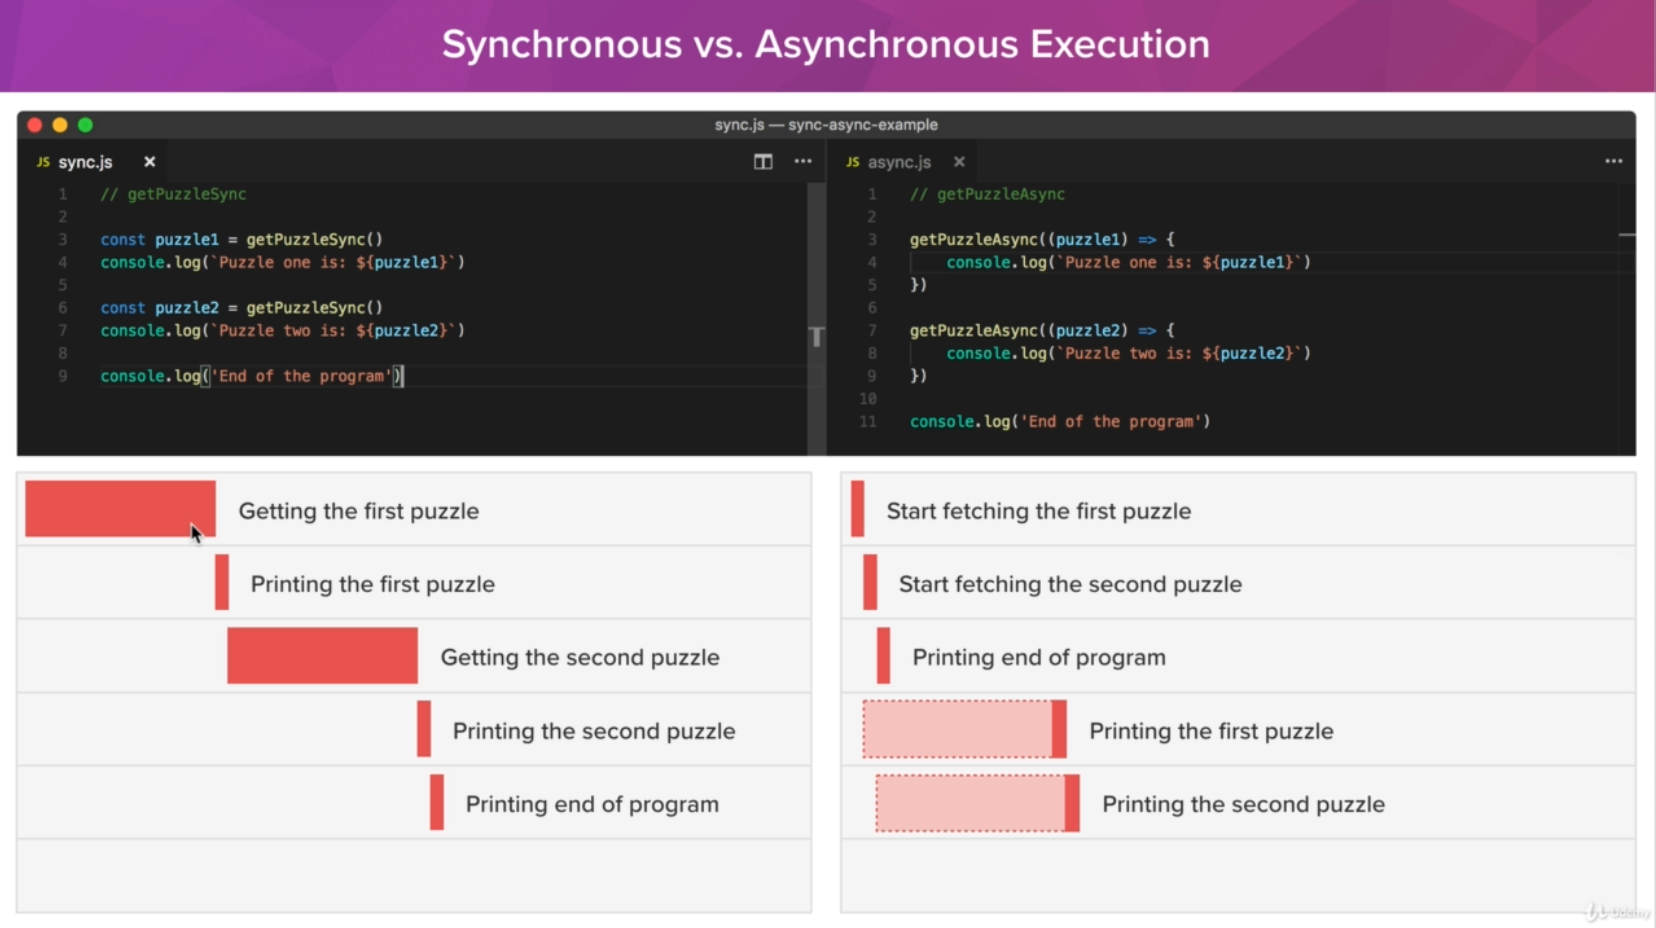 Synchronous vs. Asynchronous Execution
sync.js — sync-async-example
JS sync.js ×
1 // getPuzzleSync
2
3 const puzzle1 = getPuzzleSync()
4 console.log(`Puzzle one is: ${puzzle1}`)
5
6 const puzzle2 = getPuzzleSync()
7 console.log(`Puzzle two is: ${puzzle2}`)
8
9 console.log('End of the program')
JS async.js ×
1 // getPuzzleAsync
2
3 getPuzzleAsync((puzzle1) => {
4 console.log(`Puzzle one is: ${puzzle1}`)
5 })
6
7 getPuzzleAsync((puzzle2) => {
8 console.log(`Puzzle two is: ${puzzle2}`)
9 })
10
11 console.log('End of the program')
Getting the first puzzle
Printing the first puzzle
Getting the second puzzle
Printing the second puzzle
Printing end of program
Start fetching the first puzzle
Start fetching the second puzzle
Printing end of program
Printing the first puzzle
Printing the second puzzle
Udemy